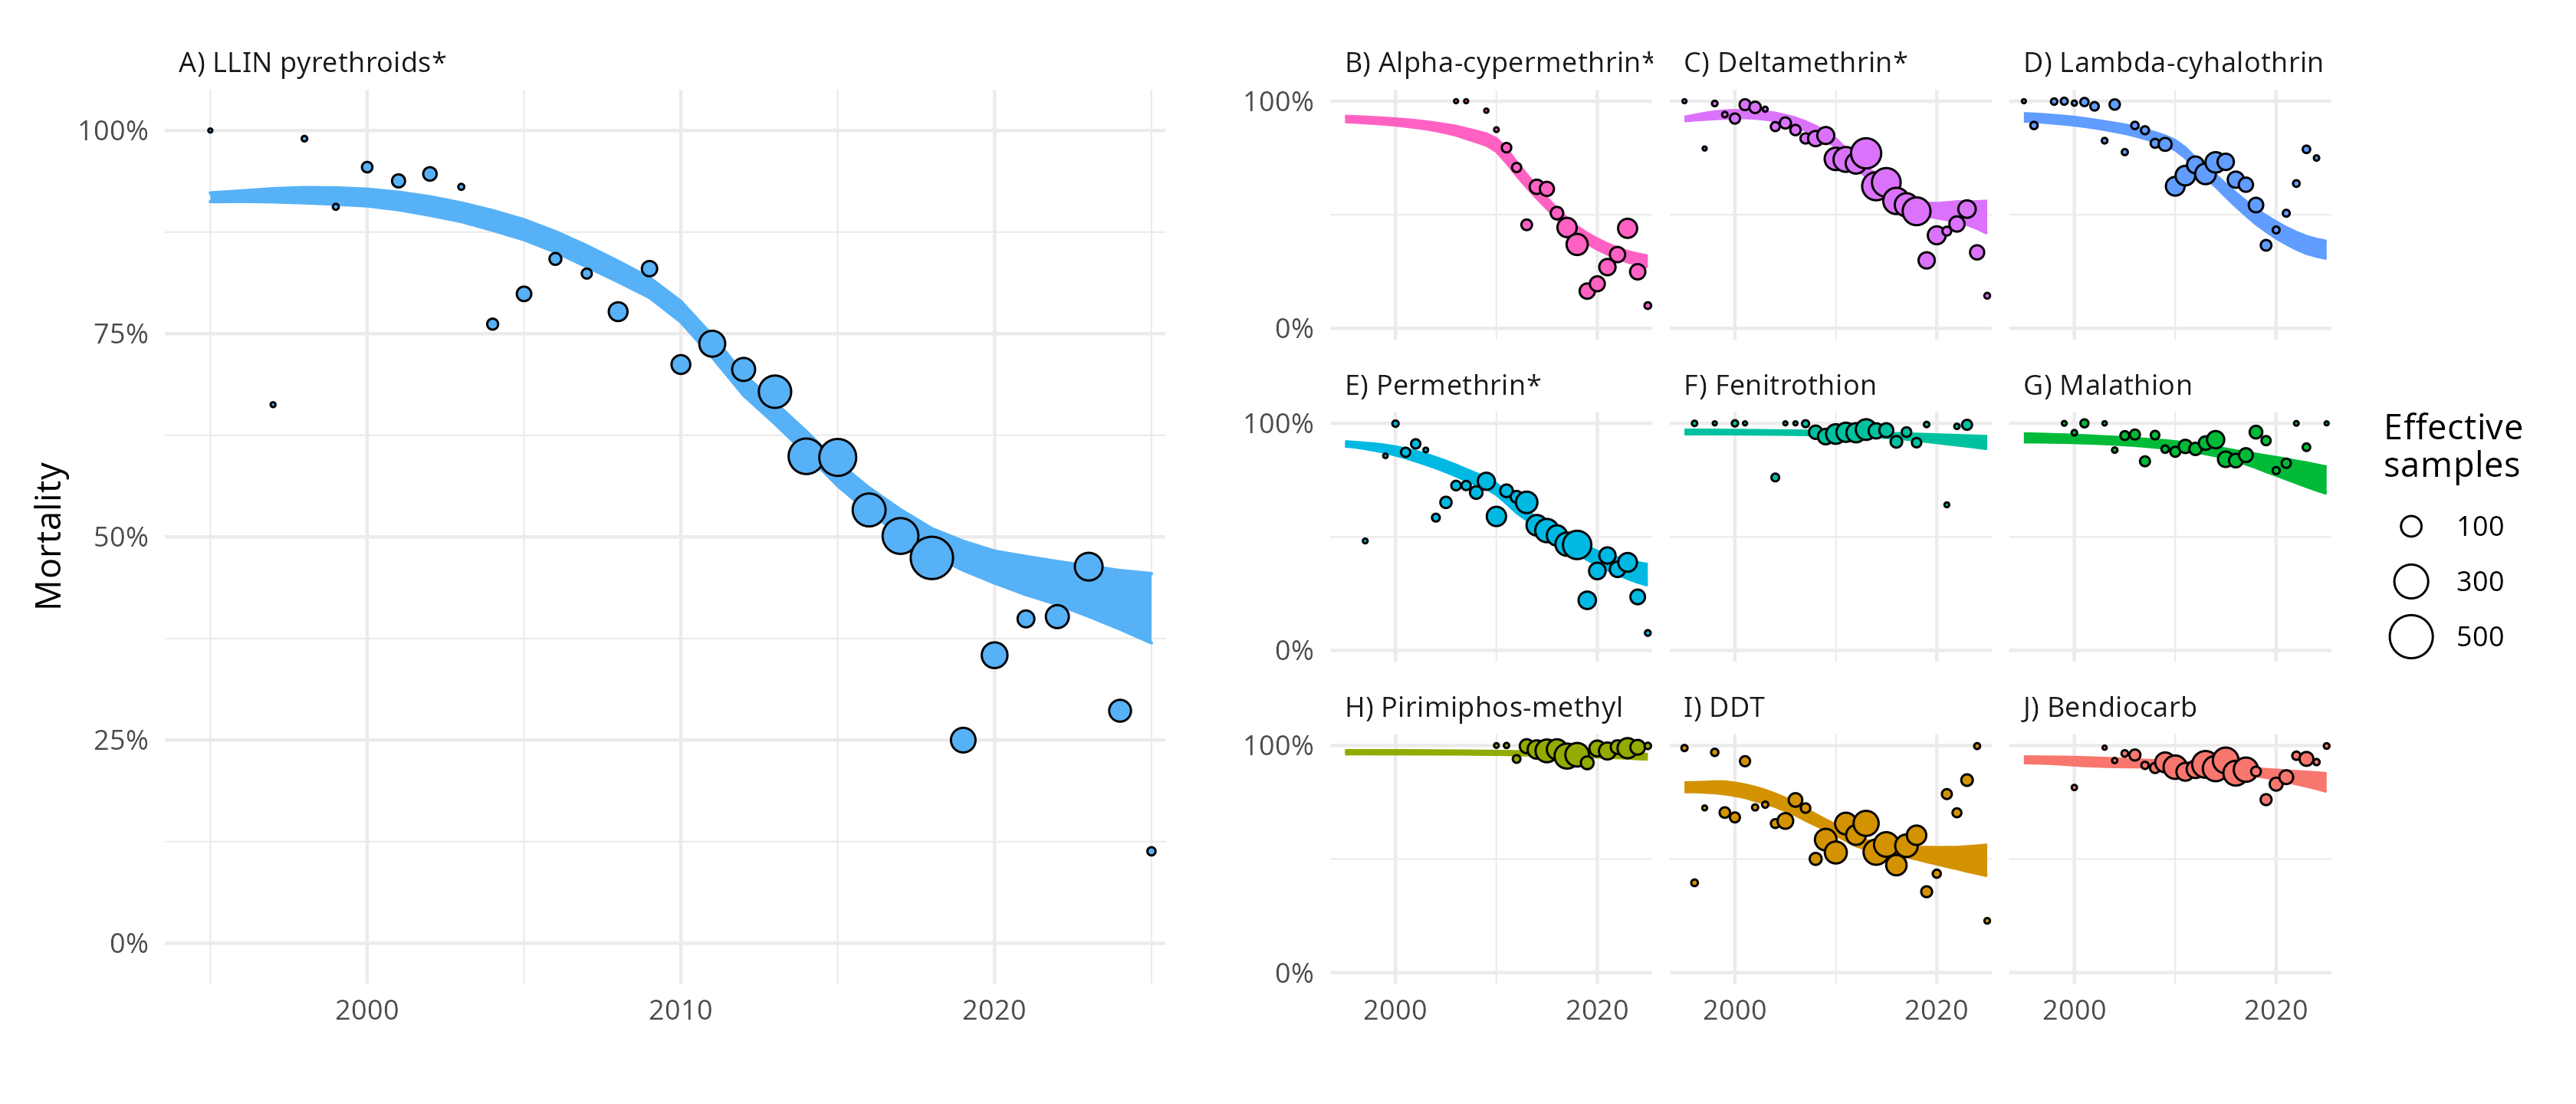 A) LLIN pyrethroids*
B) Alpha-cypermethrin*
C) Deltamethrin*
D) Lambda-cyhalothrin
100%
75%
50%
25%
0%
Mortality
2000
2010
2020
100%
0%
E) Permethrin*
F) Fenitrothion
G) Malathion
100%
0%
H) Pirimiphos-methyl
I) DDT
J) Bendiocarb
100%
0%
2000
2020
2000
2020
2000
2020
Effective
samples
100
300
500